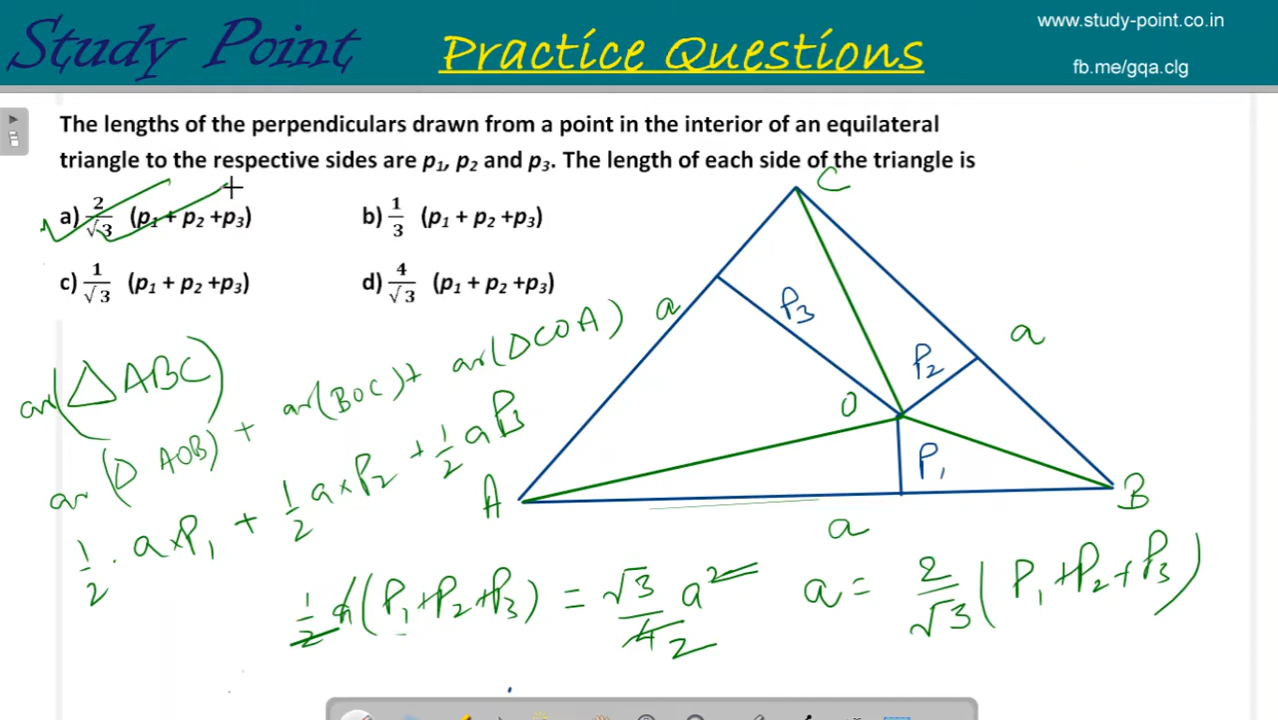 Study Point
Practice Questions
www.study-point.co.in
fb.me/gqa.clg
The lengths of the perpendiculars drawn from a point in the interior of an equilateral
triangle to the respective sides are p₁, p₂ and p₃. The length of each side of the triangle is
a) 2/√3 (p₁ + p₂ +p₃)
b) 1/3 (p₁ + p₂ +p₃)
c) 1/√3 (p₁ + p₂ +p₃)
d) 4/√3 (p₁ + p₂ +p₃)
C
a
P₃
a
P₂
O
P₁
A
B
a
ar(△ABC)
ar(△AOB) + ar(BOC) + ar(△COA)
1/2 · a×P₁ + 1/2 a×P₂ + 1/2 aP₃
1/2 a(P₁+P₂+P₃) = √3/4 a² 2
a = 2/√3 (P₁+P₂+P₃)